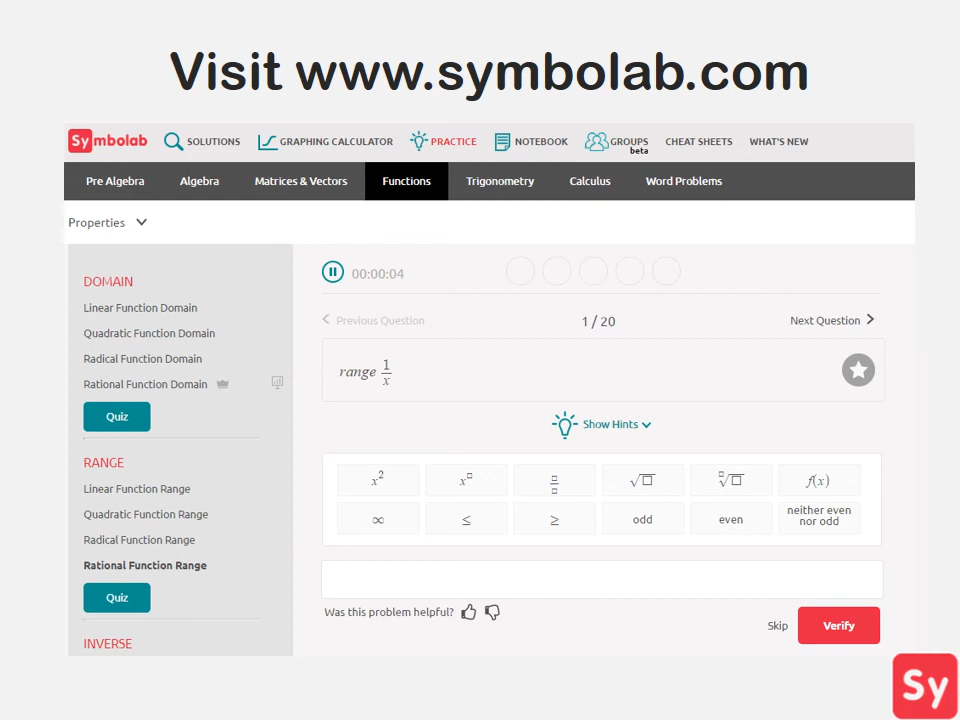 Visit www.symbolab.com
Symbolab SOLUTIONS GRAPHING CALCULATOR PRACTICE NOTEBOOK GROUPS beta CHEAT SHEETS WHAT'S NEW
Pre Algebra Algebra Matrices & Vectors Functions Trigonometry Calculus Word Problems
Properties
DOMAIN
Linear Function Domain
Quadratic Function Domain
Radical Function Domain
Rational Function Domain
Quiz
RANGE
Linear Function Range
Quadratic Function Range
Radical Function Range
Rational Function Range
Quiz
INVERSE
00:00:04
Previous Question 1 / 20 Next Question
range 1/x
Show Hints
x² x^□ □/□ √□ □√□ f(x)
∞ ≤ ≥ odd even neither even nor odd
Was this problem helpful?
Skip Verify
Sy